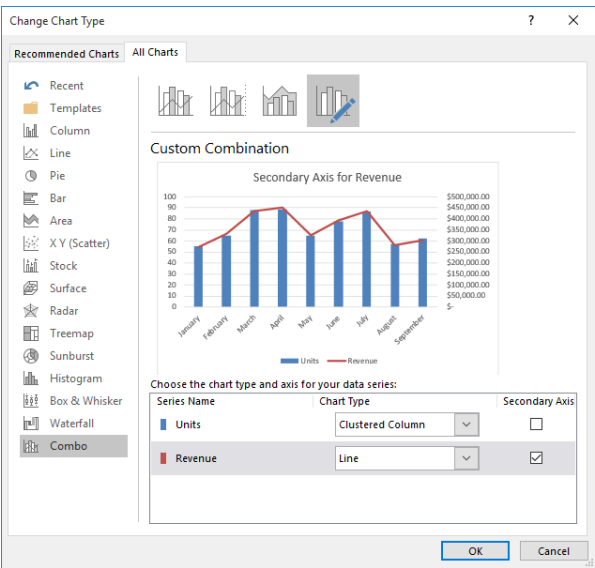 Change Chart Type ? ×
Recommended Charts All Charts
Recent
Templates
Column
Line
Pie
Bar
Area
X Y (Scatter)
Stock
Surface
Radar
Treemap
Sunburst
Histogram
Box & Whisker
Waterfall
Combo
Custom Combination
Secondary Axis for Revenue
100 $500,000.00
90 $450,000.00
80 $400,000.00
70 $350,000.00
60 $300,000.00
50 $250,000.00
40 $200,000.00
30 $150,000.00
20 $100,000.00
10 $50,000.00
0 $-
January February March April May June July August September
Units Revenue
Choose the chart type and axis for your data series:
Series Name Chart Type Secondary Axis
Units Clustered Column
Revenue Line
OK Cancel